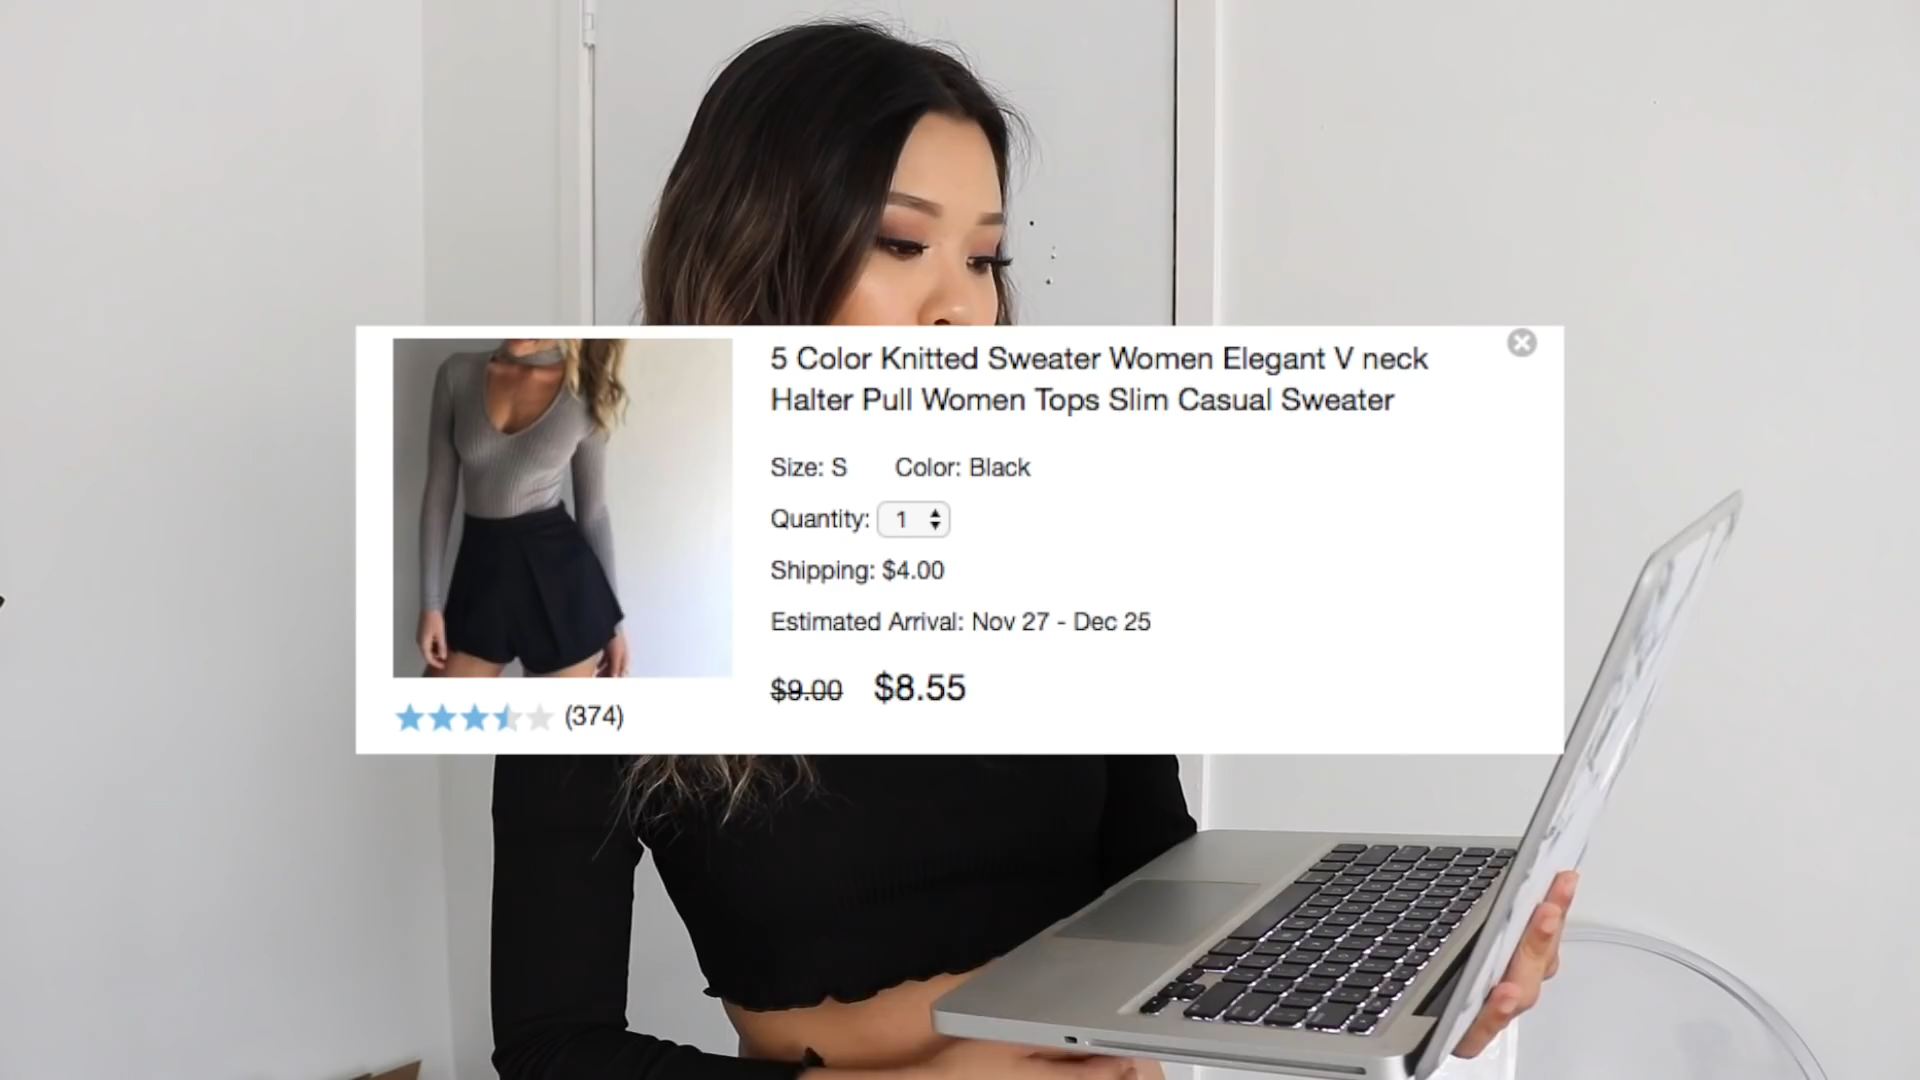 5 Color Knitted Sweater Women Elegant V neck
Halter Pull Women Tops Slim Casual Sweater
Size: S Color: Black
Quantity: 1
Shipping: $4.00
Estimated Arrival: Nov 27 - Dec 25
$9.00 $8.55
(374)